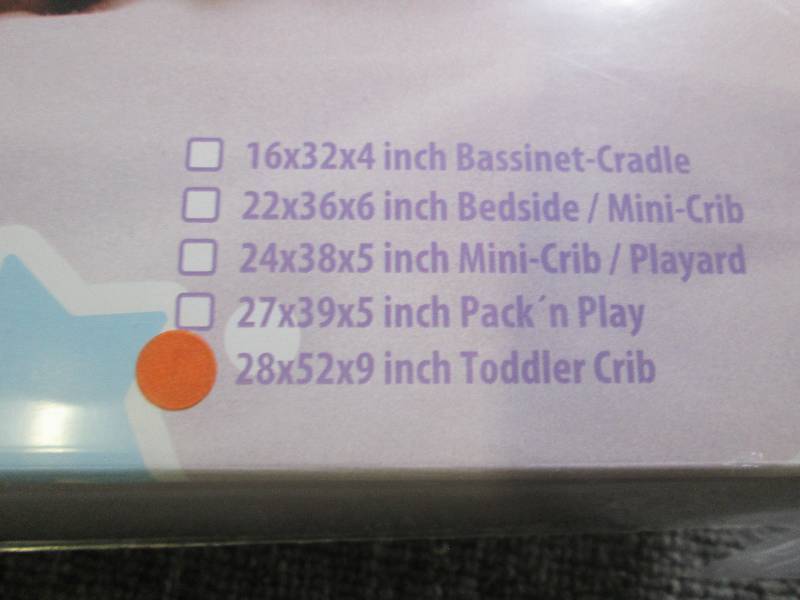 16x32x4 inch Bassinet-Cradle
22x36x6 inch Bedside / Mini-Crib
24x38x5 inch Mini-Crib / Playard
27x39x5 inch Pack´n Play
28x52x9 inch Toddler Crib